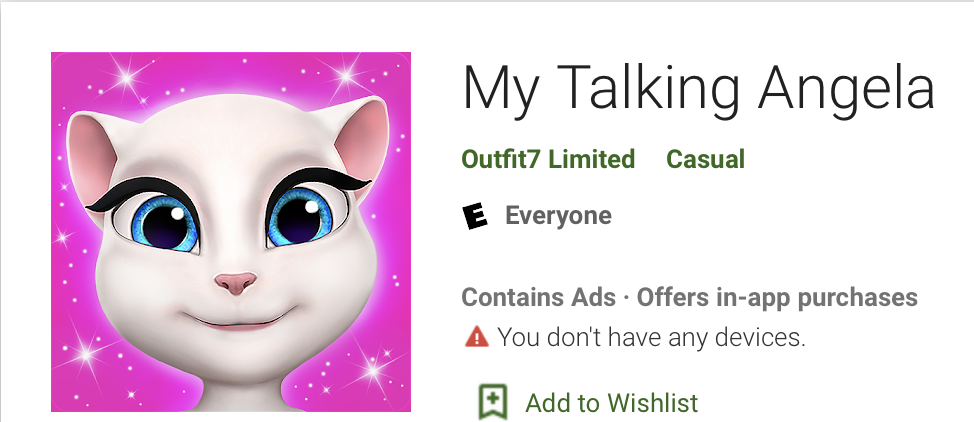 My Talking Angela
Outfit7 Limited Casual
E Everyone
Contains Ads · Offers in-app purchases
You don't have any devices.
Add to Wishlist